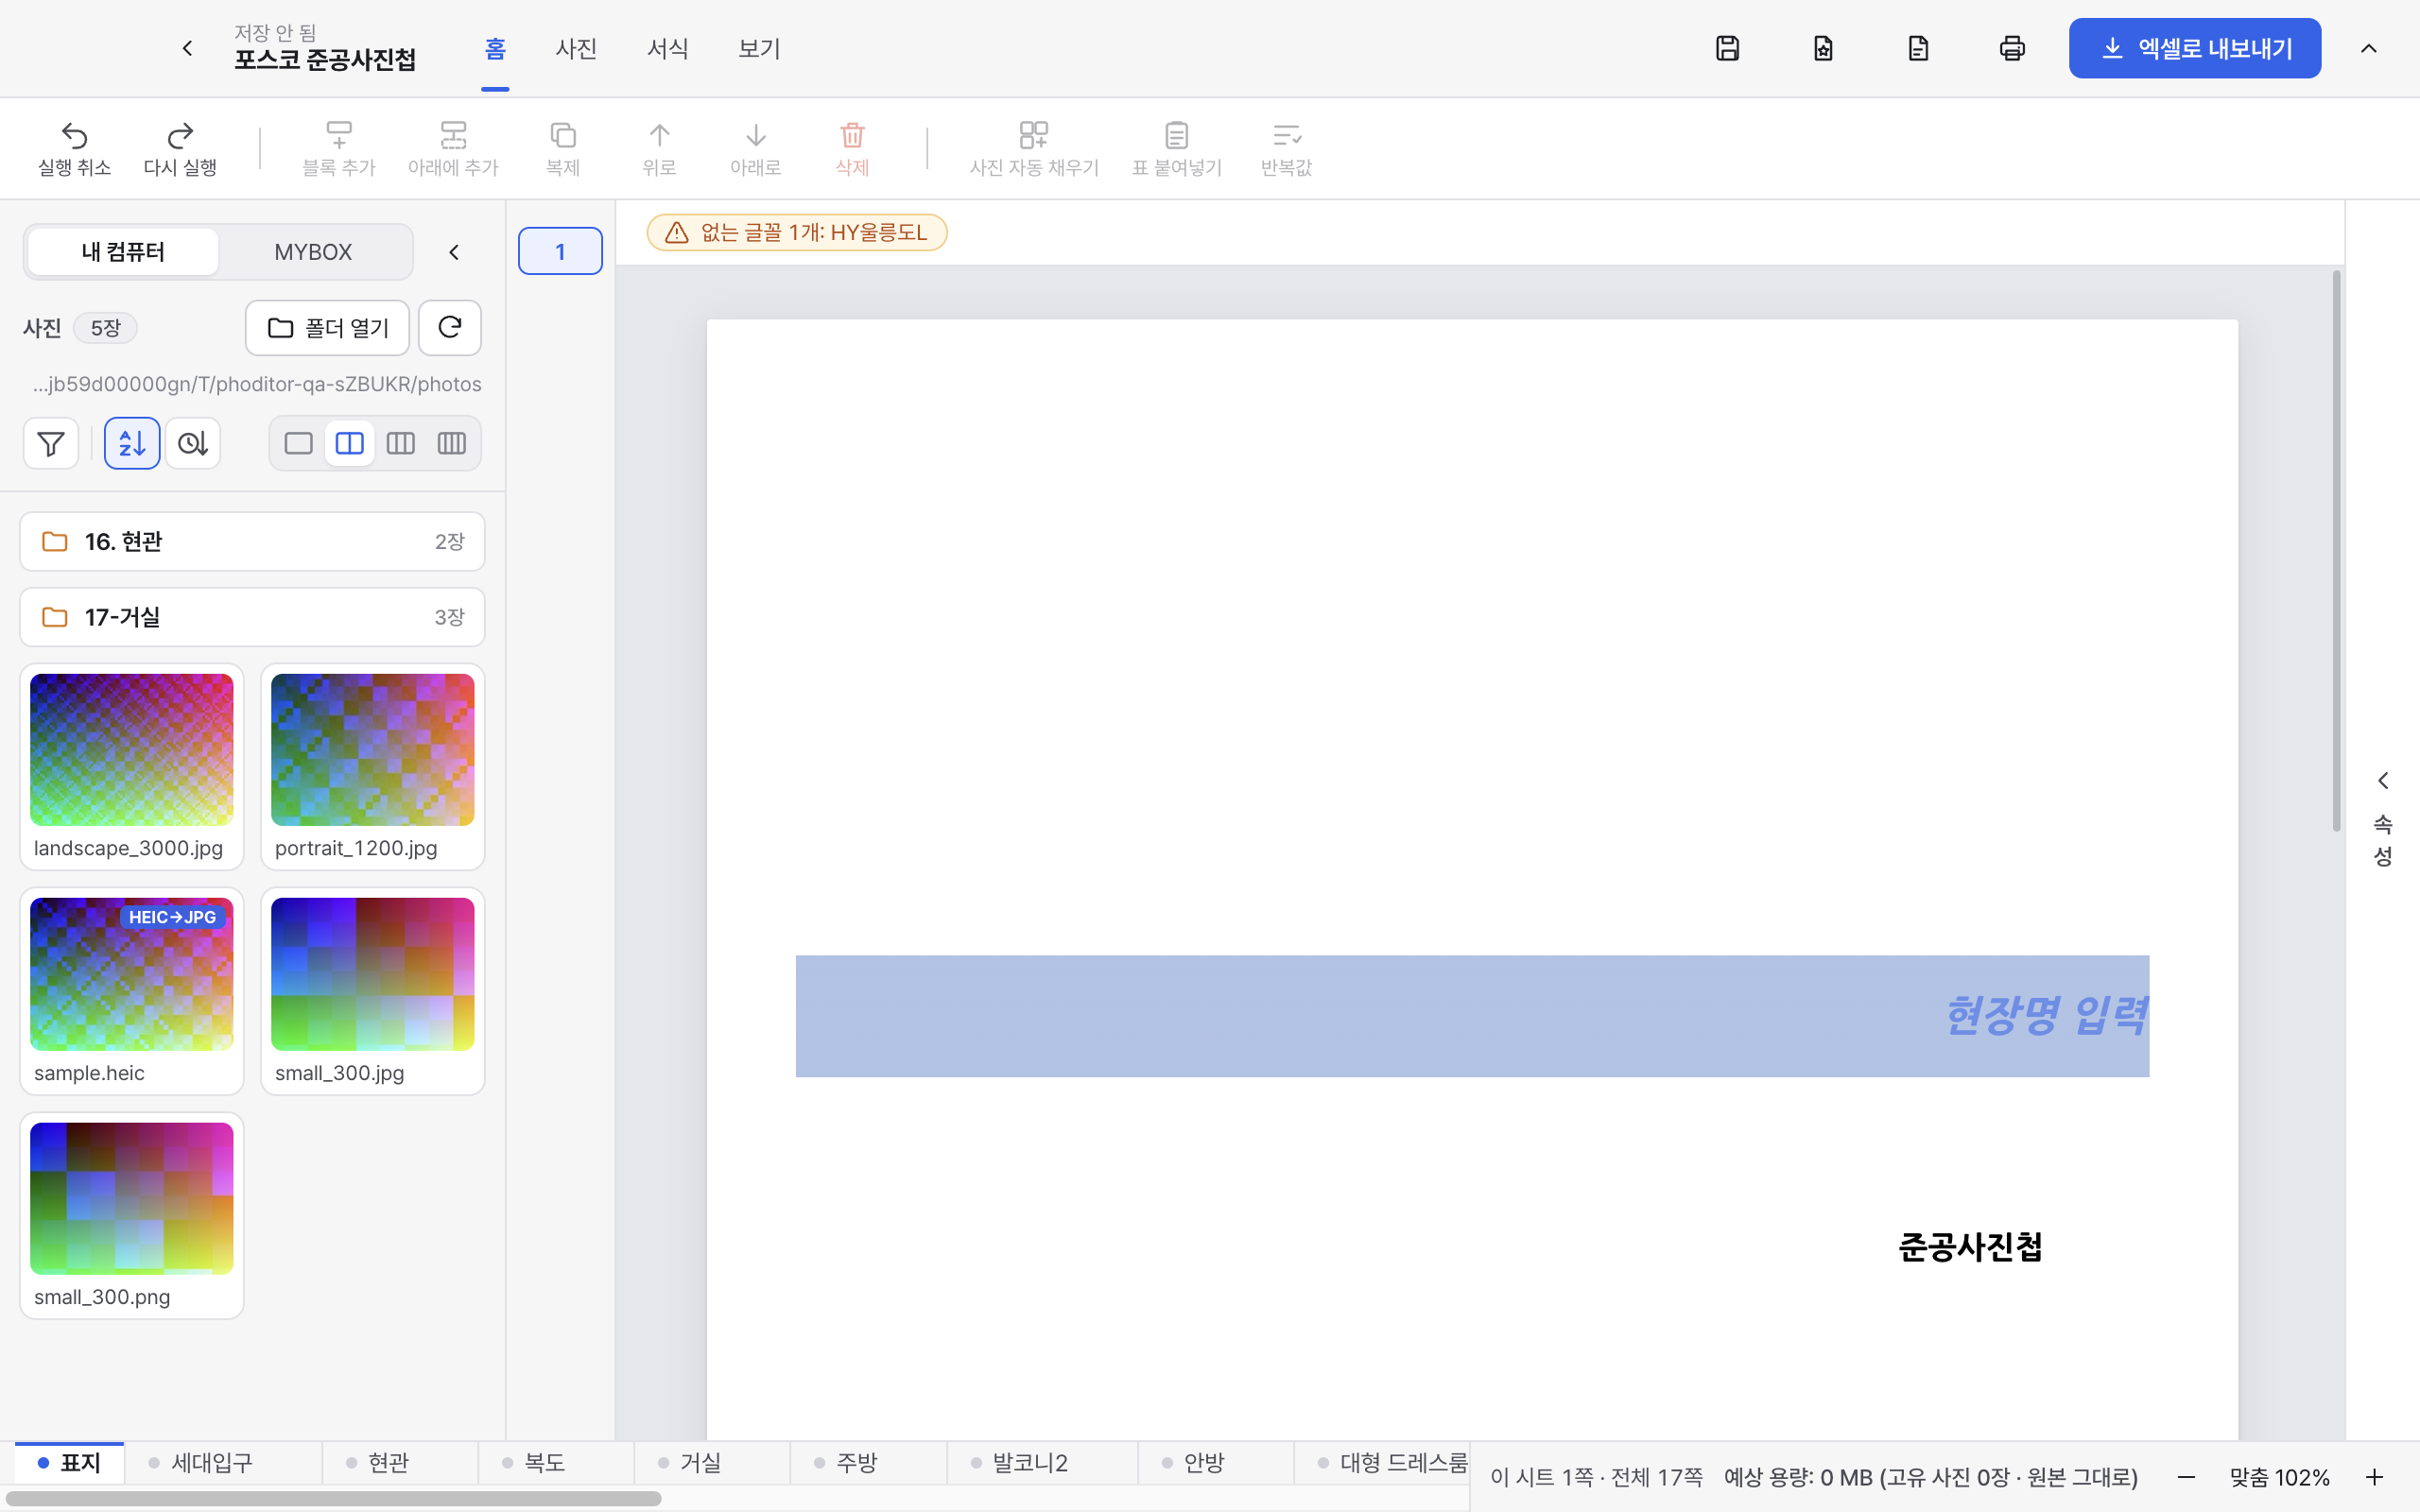 저장 안 됨
포스코 준공사진첩
홈 사진 서식 보기
엑셀로 내보내기
실행 취소 다시 실행 블록 추가 아래에 추가 복제 위로 아래로 삭제 사진 자동 채우기 표 붙여넣기 반복값
내 컴퓨터 MYBOX
1
없는 글꼴 1개: HY울릉도L
사진 5장 폴더 열기
...jb59d00000gn/T/phoditor-qa-sZBUKR/photos
16. 현관 2장
17-거실 3장
landscape_3000.jpg portrait_1200.jpg
HEIC→JPG
sample.heic small_300.jpg
small_300.png
현장명 입력
준공사진첩
속성
표지 세대입구 현관 복도 거실 주방 발코니2 안방 대형 드레스룸
이 시트 1쪽 · 전체 17쪽 예상 용량: 0 MB (고유 사진 0장 · 원본 그대로) 맞춤 102%